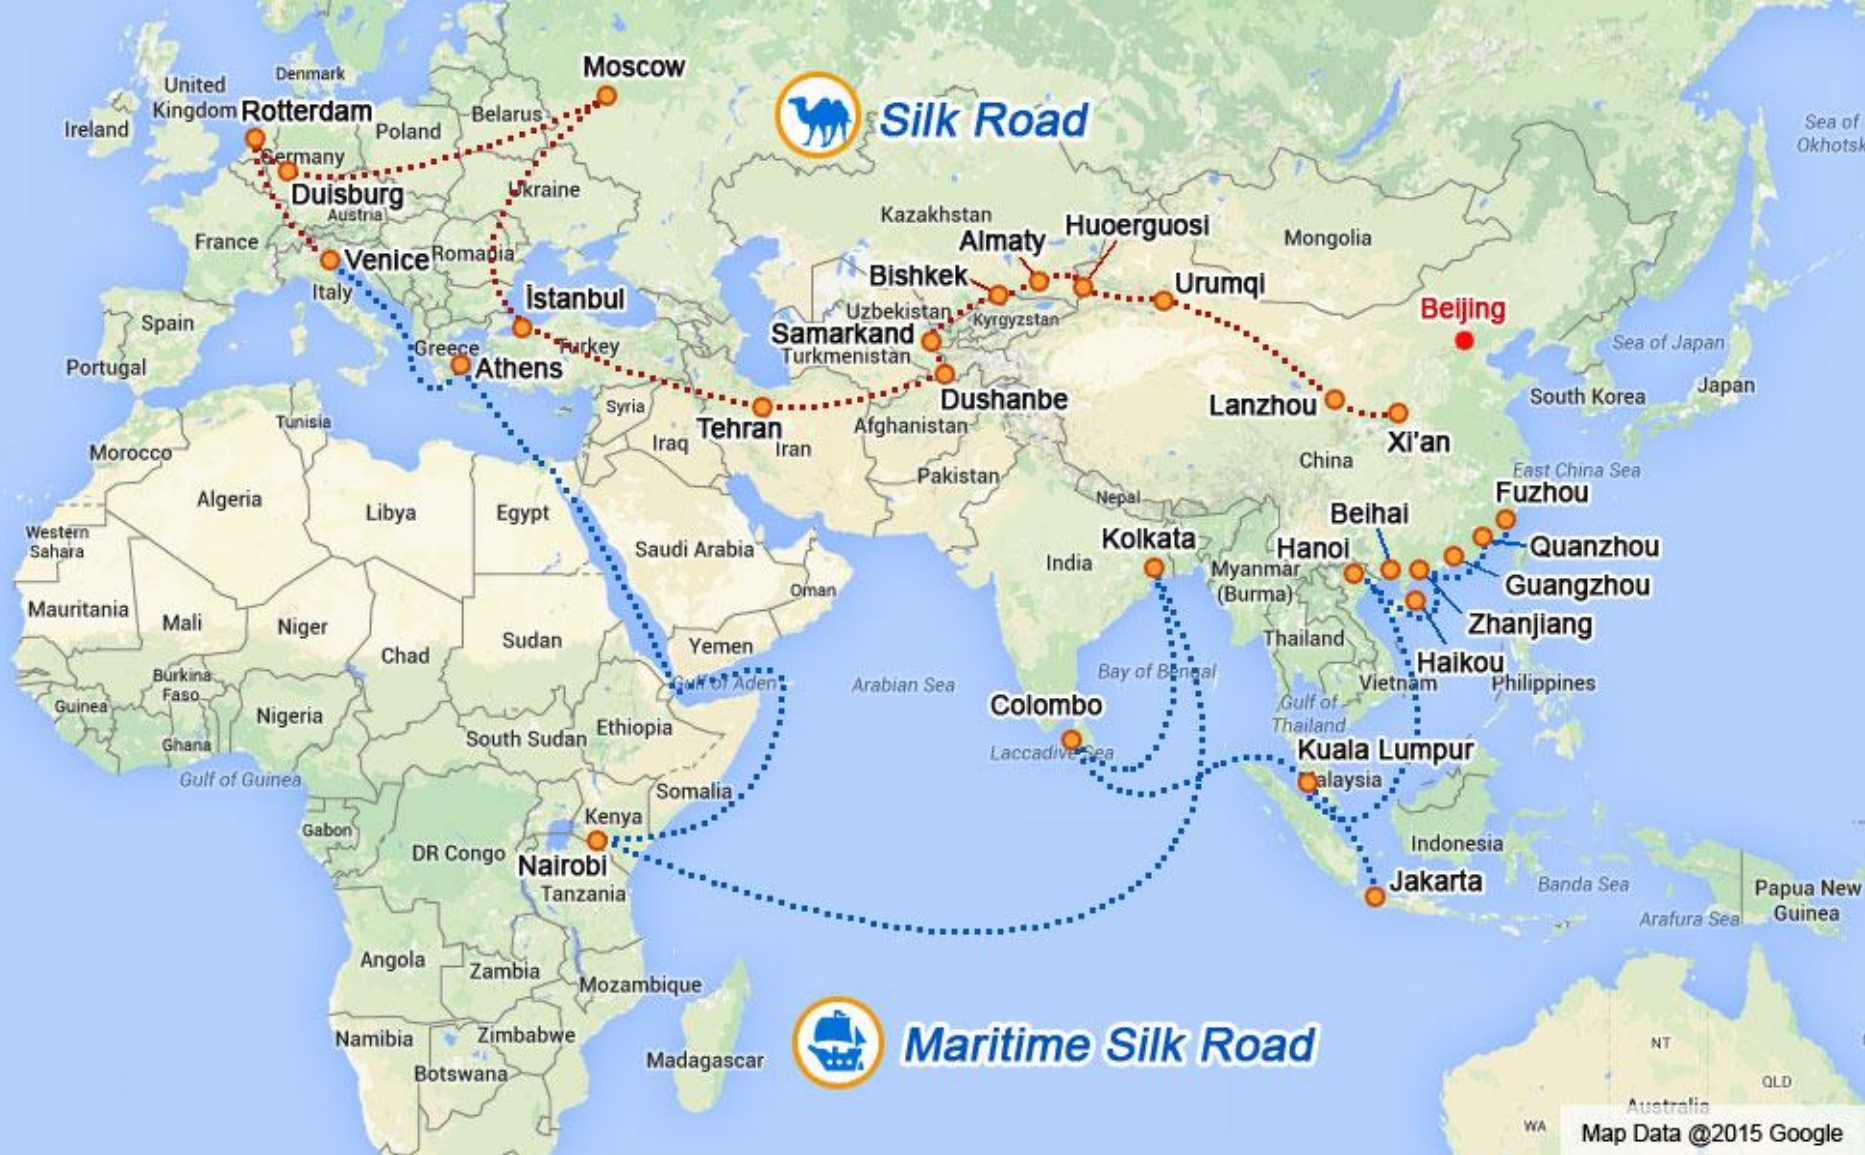 Moscow
Silk Road
Denmark
United
Kingdom
Rotterdam
Ireland
Poland
Belarus
Sea of
Okhotsk
Germany
Duisburg
Ukraine
Austria
France
Venice
Romania
Kazakhstan
Almaty
Huoerguosi
Mongolia
Italy
İstanbul
Bishkek
Urumqi
Spain
Uzbekistan
Kyrgyzstan
Beijing
Samarkand
Turkmenistan
Greece
Turkey
Sea of Japan
Portugal
Athens
Japan
South Korea
Dushanbe
Lanzhou
Syria
Tunisia
Tehran
Afghanistan
Xi'an
Morocco
Iraq
Iran
China
Pakistan
East China Sea
Algeria
Libya
Egypt
Nepal
Fuzhou
Beihai
Western
Sahara
Saudi Arabia
Kolkata
Hanoi
Quanzhou
India
Myanmar
(Burma)
Guangzhou
Oman
Mauritania
Mali
Niger
Sudan
Thailand
Zhanjiang
Chad
Yemen
Haikou
Burkina
Faso
Gulf of Aden
Arabian Sea
Bay of Bengal
Vietnam
Philippines
Guinea
Nigeria
Colombo
Gulf of
Thailand
Ethiopia
South Sudan
Ghana
Laccadive Sea
Kuala Lumpur
Malaysia
Gulf of Guinea
Somalia
Kenya
Gabon
DR Congo
Nairobi
Indonesia
Tanzania
Jakarta
Banda Sea
Papua New
Guinea
Arafura Sea
Angola
Zambia
Mozambique
Namibia
Zimbabwe
Madagascar
Maritime Silk Road
Botswana
NT
QLD
Australia
WA
Map Data @2015 Google